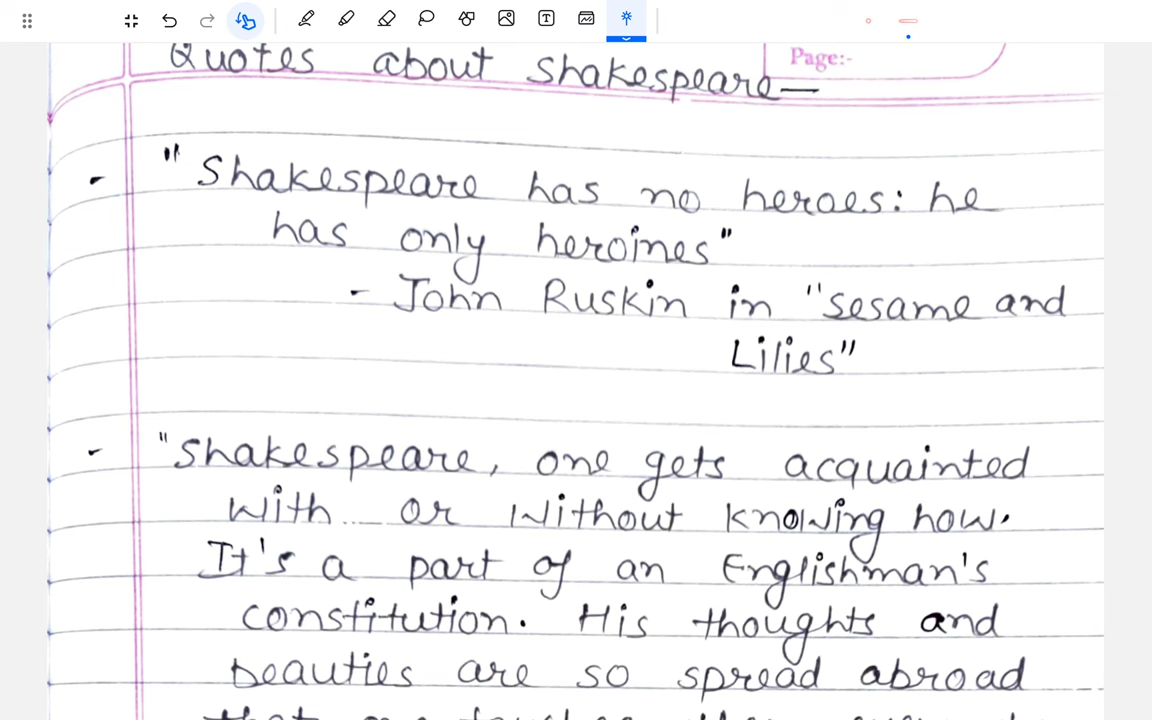 Page:-
Quotes about Shakespeare—
- "Shakespeare has no heroes: he
has only heroines"
- John Ruskin in "Sesame and
Lilies"
- "Shakespeare, one gets acquainted
with or without knowing how.
It's a part of an Englishman's
constitution. His thoughts and
beauties are so spread abroad
that